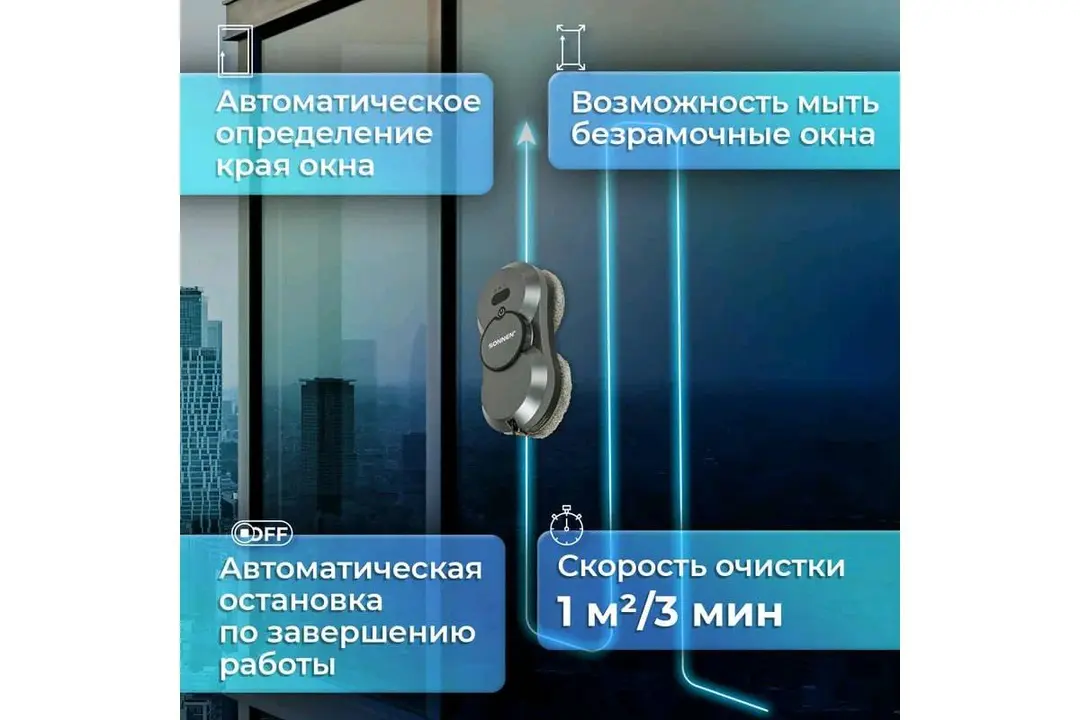 Автоматическое
определение
края окна
Возможность мыть
безрамочные окна
SONNEN
OFF
Автоматическая
остановка
по завершению
работы
Скорость очистки
1 м²/3 мин